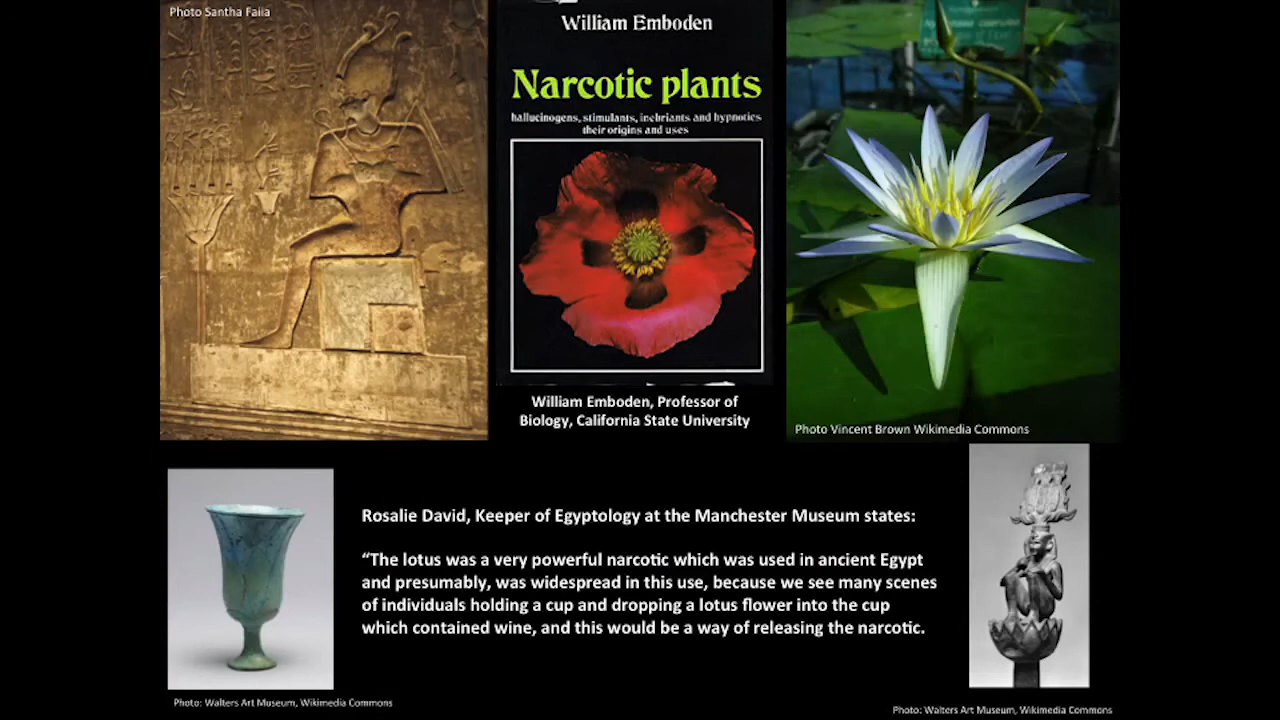 Photo Santha Faiia
William Emboden
Narcotic plants
hallucinogens, stimulants, inebriants and hypnotics
their origins and uses
William Emboden, Professor of
Biology, California State University
Photo Vincent Brown Wikimedia Commons
Rosalie David, Keeper of Egyptology at the Manchester Museum states:
“The lotus was a very powerful narcotic which was used in ancient Egypt
and presumably, was widespread in this use, because we see many scenes
of individuals holding a cup and dropping a lotus flower into the cup
which contained wine, and this would be a way of releasing the narcotic.
Photo: Walters Art Museum, Wikimedia Commons
Photo: Walters Art Museum, Wikimedia Commons